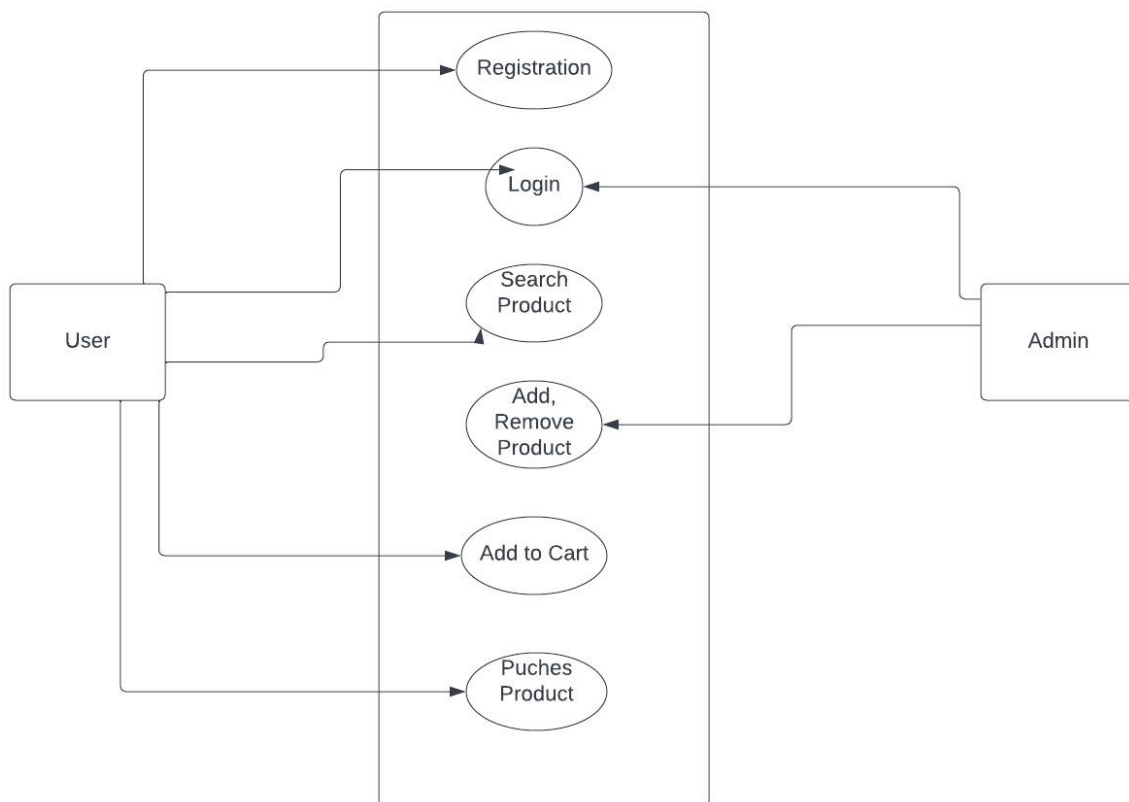 Registration
Login
Search
Product
User
Admin
Add,
Remove
Product
Add to Cart
Puches
Product